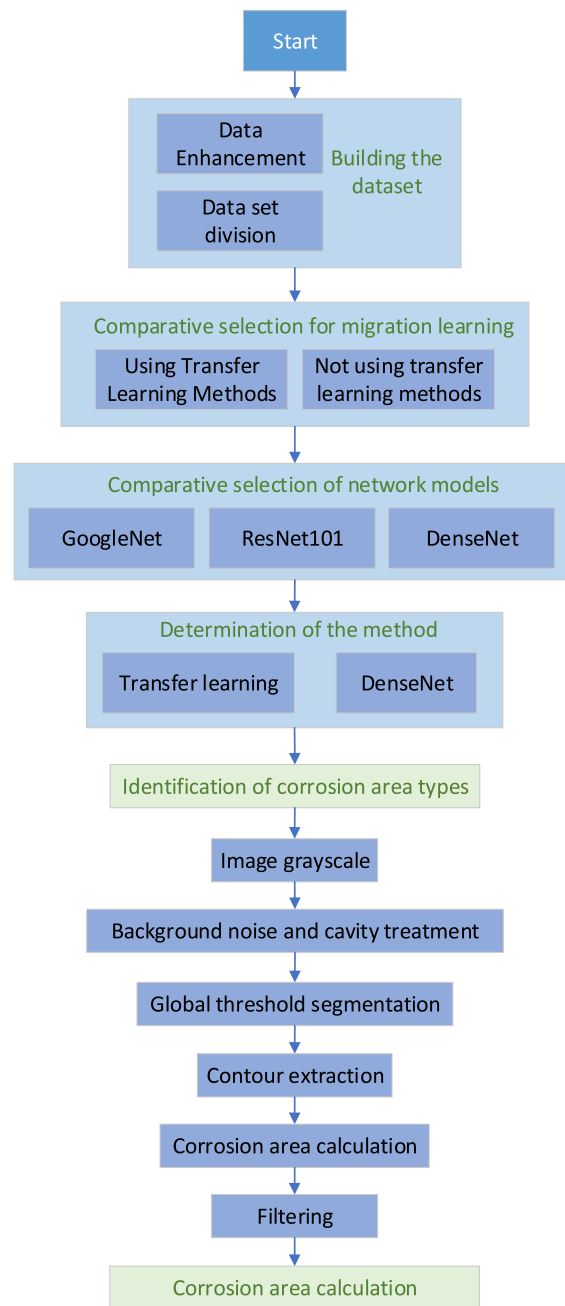 Start
Data
Enhancement
Building the
dataset
Data set
division
Comparative selection for migration learning
Using Transfer
Learning Methods
Not using transfer
learning methods
Comparative selection of network models
GoogleNet
ResNet101
DenseNet
Determination of the method
Transfer learning
DenseNet
Identification of corrosion area types
Image grayscale
Background noise and cavity treatment
Global threshold segmentation
Contour extraction
Corrosion area calculation
Filtering
Corrosion area calculation